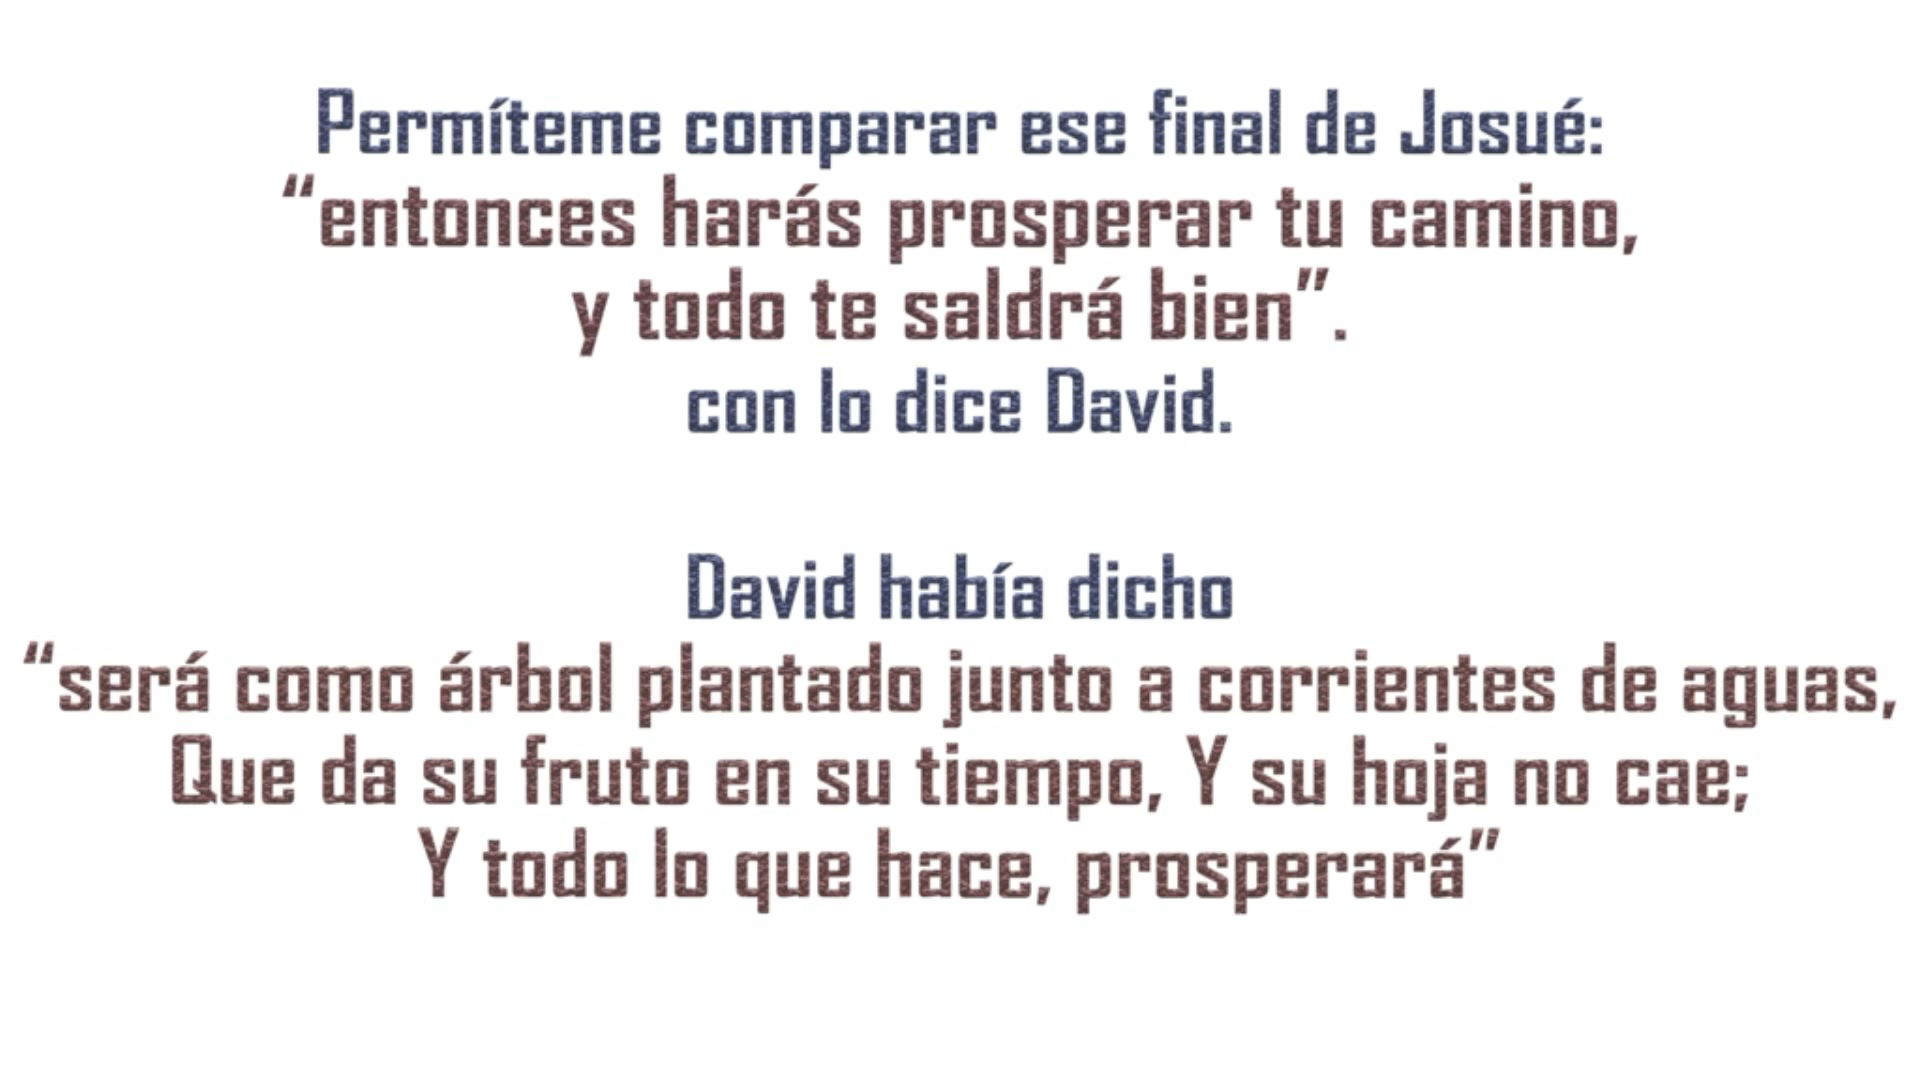 Permíteme comparar ese final de Josué:
“entonces harás prosperar tu camino,
y todo te saldrá bien”.
con lo dice David.
David había dicho
“será como árbol plantado junto a corrientes de aguas,
Que da su fruto en su tiempo, Y su hoja no cae;
Y todo lo que hace, prosperará”